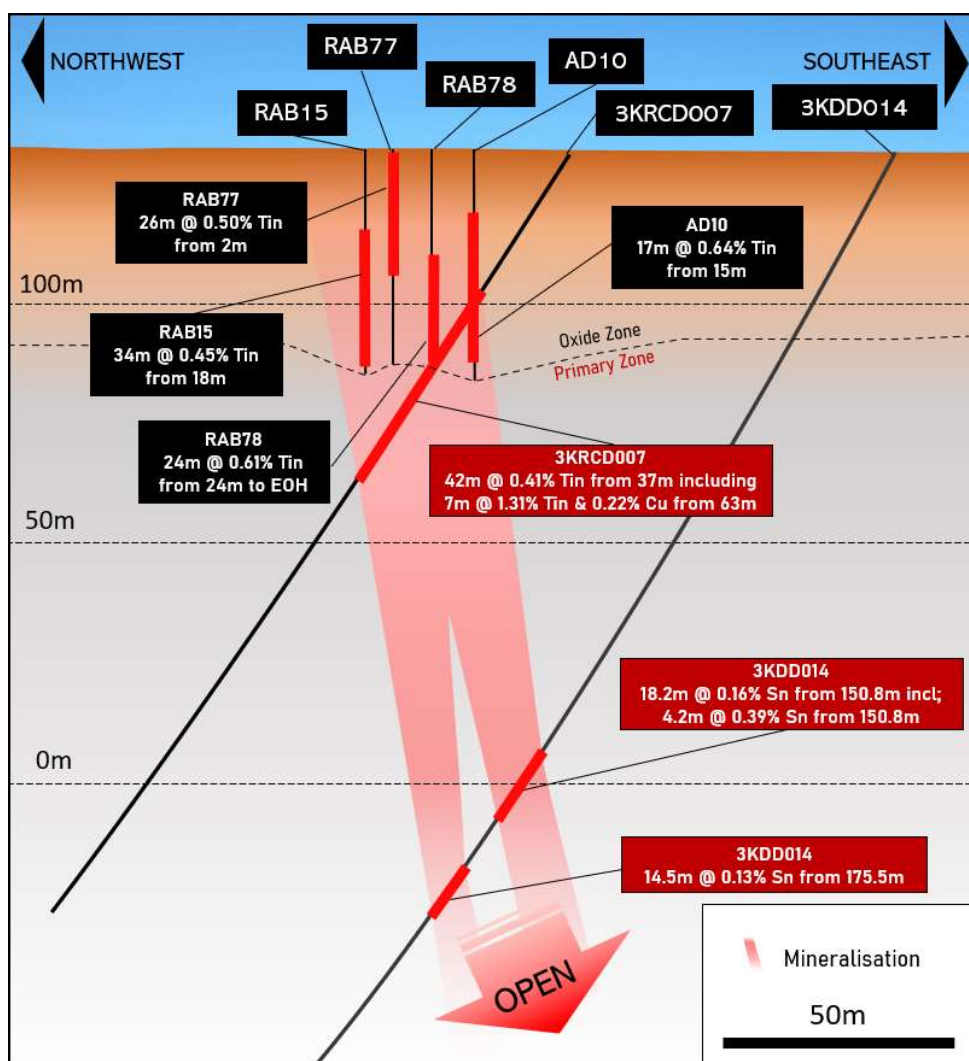 NORTHWEST
SOUTHEAST
RAB77
RAB15
RAB78
AD10
3KRCD007
3KDD014
RAB77
26m @ 0.50% Tin
from 2m
AD10
17m @ 0.64% Tin
from 15m
100m
RAB15
34m @ 0.45% Tin
from 18m
Oxide Zone
Primary Zone
RAB78
24m @ 0.61% Tin
from 24m to EOH
3KRCD007
42m @ 0.41% Tin from 37m including
7m @ 1.31% Tin & 0.22% Cu from 63m
50m
3KDD014
18.2m @ 0.16% Sn from 150.8m incl;
4.2m @ 0.39% Sn from 150.8m
0m
3KDD014
14.5m @ 0.13% Sn from 175.5m
OPEN
Mineralisation
50m